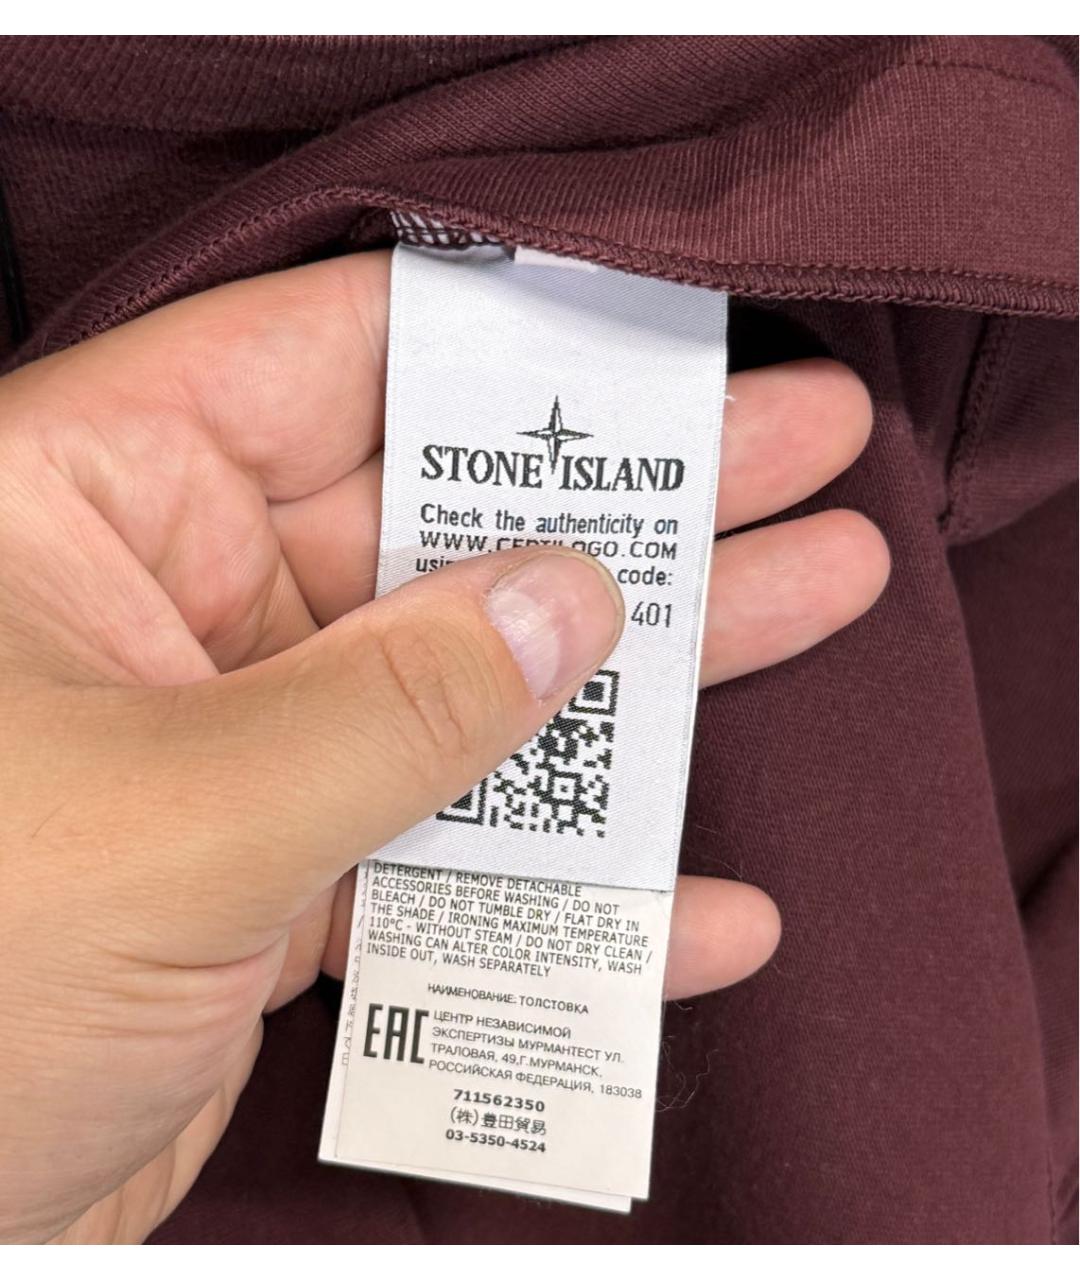 STONE ISLAND
Check the authenticity on
WWW.CERTILOGO.COM
code:
401
DETERGENT / REMOVE DETACHABLE
ACCESSORIES BEFORE WASHING / DO NOT
BLEACH / DO NOT TUMBLE DRY / FLAT DRY IN
THE SHADE / IRONING MAXIMUM TEMPERATURE
110°C - WITHOUT STEAM / DO NOT DRY CLEAN /
WASHING CAN ALTER COLOR INTENSITY, WASH
INSIDE OUT, WASH SEPARATELY
НАИМЕНОВАНИЕ: ТОЛСТОВКА
EAC
ЦЕНТР НЕЗАВИСИМОЙ
ЭКСПЕРТИЗЫ МУРМАНТЕСТ УЛ.
ТРАЛОВАЯ, 49,Г.МУРМАНСК,
РОССИЙСКАЯ ФЕДЕРАЦИЯ, 183038
711562350
(株)豊田貿易
03-5350-4524